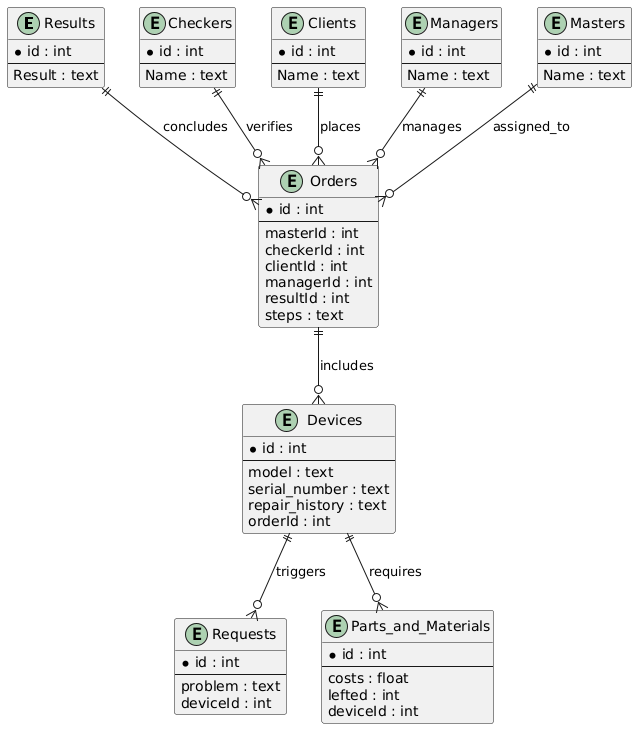 E Results
* id : int
Result : text
E Checkers
* id : int
Name : text
E Clients
* id : int
Name : text
E Managers
* id : int
Name : text
E Masters
* id : int
Name : text
concludes
verifies
places
manages
assigned_to
E Orders
* id : int
masterId : int
checkerId : int
clientId : int
managerId : int
resultId : int
steps : text
includes
E Devices
* id : int
model : text
serial_number : text
repair_history : text
orderId : int
triggers
requires
E Requests
* id : int
problem : text
deviceId : int
E Parts_and_Materials
* id : int
costs : float
lefted : int
deviceId : int